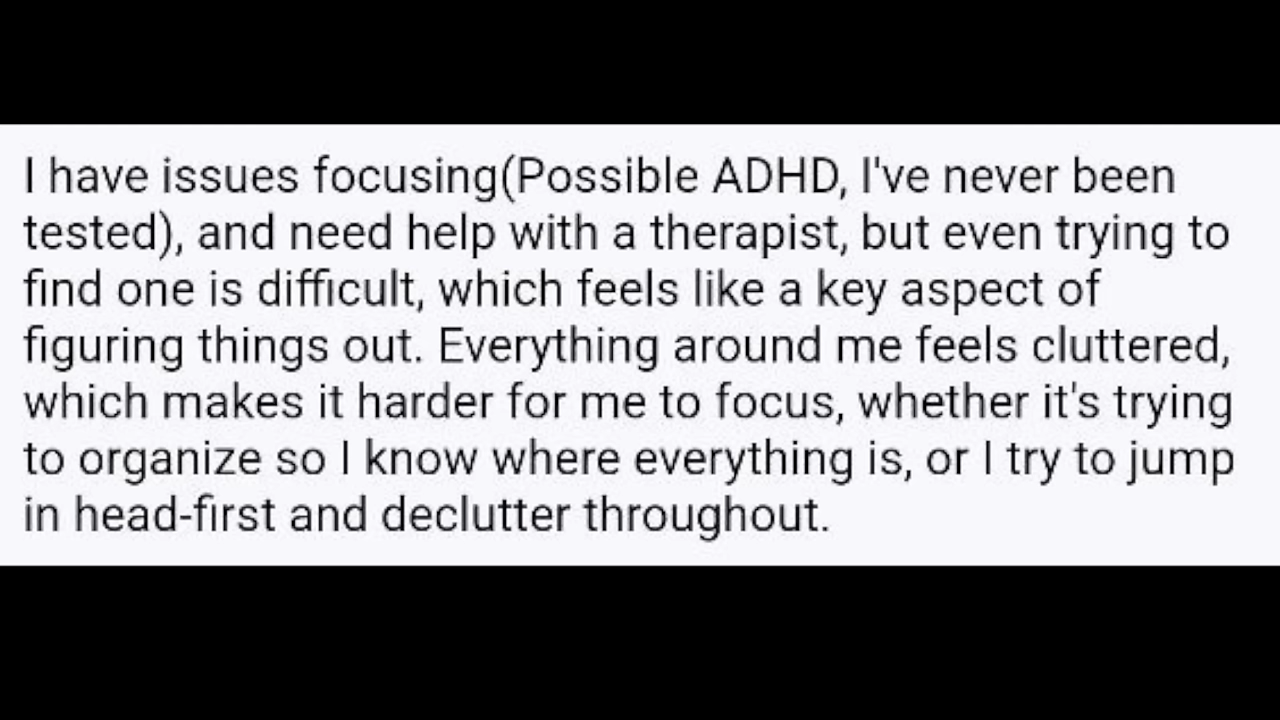 I have issues focusing(Possible ADHD, I've never been
tested), and need help with a therapist, but even trying to
find one is difficult, which feels like a key aspect of
figuring things out. Everything around me feels cluttered,
which makes it harder for me to focus, whether it's trying
to organize so I know where everything is, or I try to jump
in head-first and declutter throughout.